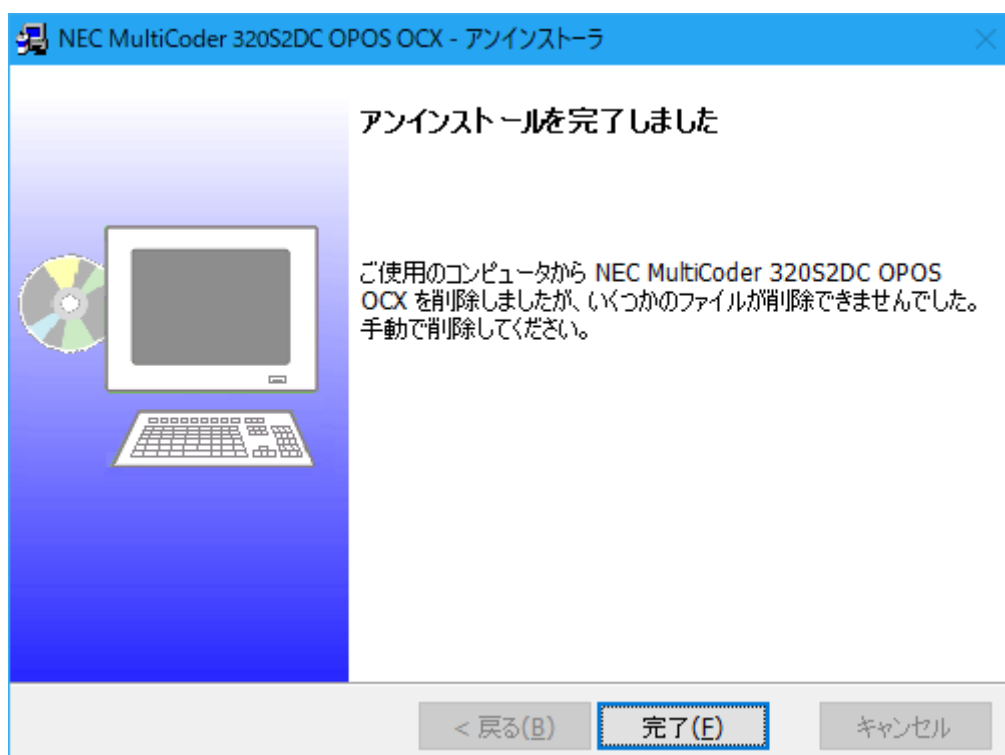 NEC MultiCoder 320S2DC OPOS OCX - アンインストーラ
アンインストールを完了しました
ご使用のコンピュータから NEC MultiCoder 320S2DC OPOS
OCX を削除しましたが、いくつかのファイルが削除できませんでした。
手動で削除してください。
< 戻る(B)
完了(F)
キャンセル